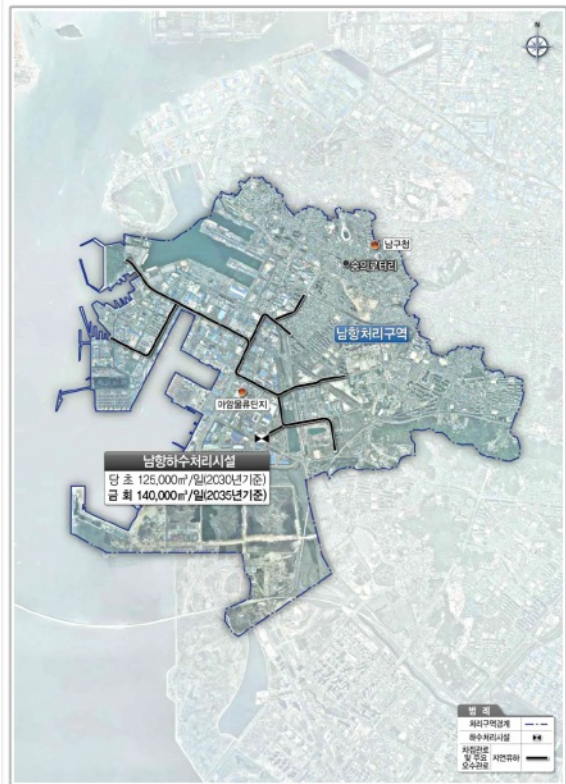 N
남구청
숭의로타리
남항처리구역
아암물류단지
남항하수처리시설
당 초 125,000㎥/일(2030년기준)
금 회 140,000㎥/일(2035년기준)
범 례
처리구역경계
하수처리시설
차집관로
및 주요 자연유하
오수관로